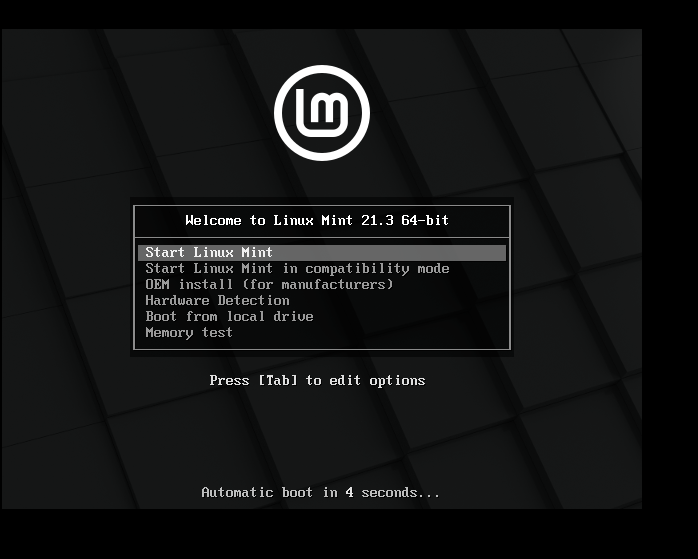 lm
Welcome to Linux Mint 21.3 64-bit
Start Linux Mint
Start Linux Mint in compatibility mode
OEM install (for manufacturers)
Hardware Detection
Boot from local drive
Memory test
Press [Tab] to edit options
Automatic boot in 4 seconds...